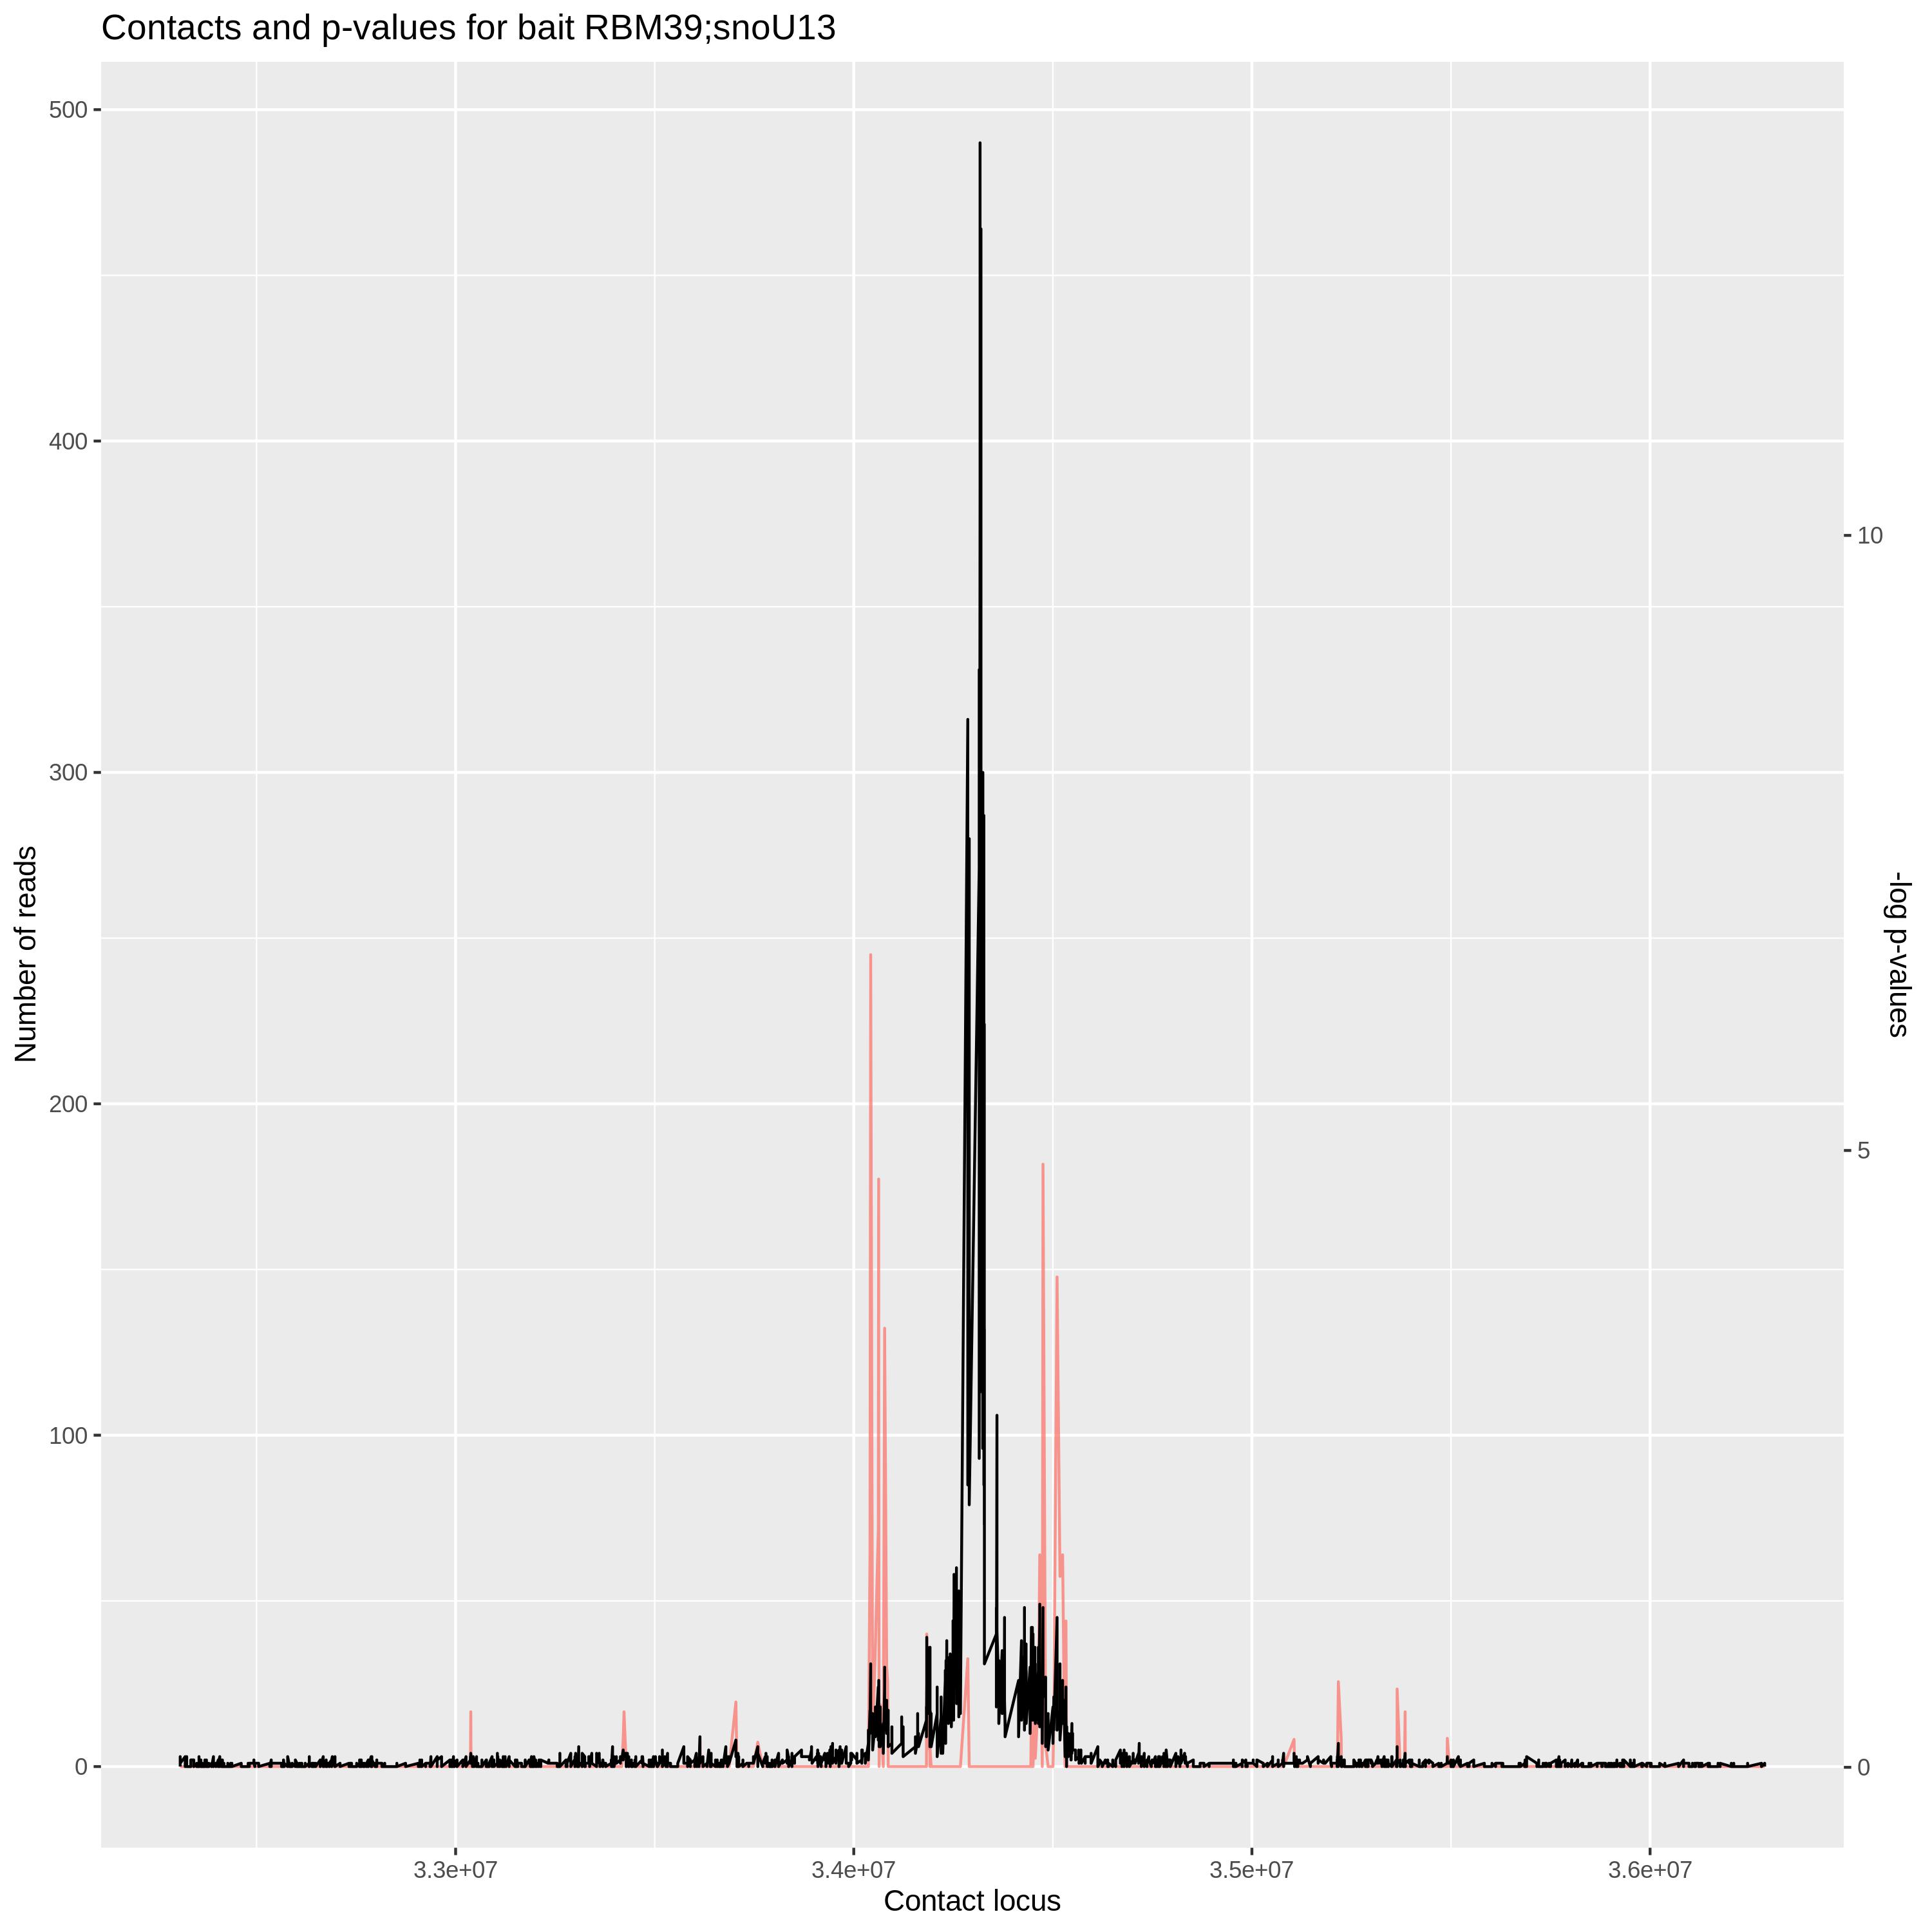 Contacts and p-values for bait RBM39;snoU13
500
400
300
200
100
0
Number of reads
10
5
0
-log p-values
3.3e+07
3.4e+07
3.5e+07
3.6e+07
Contact locus